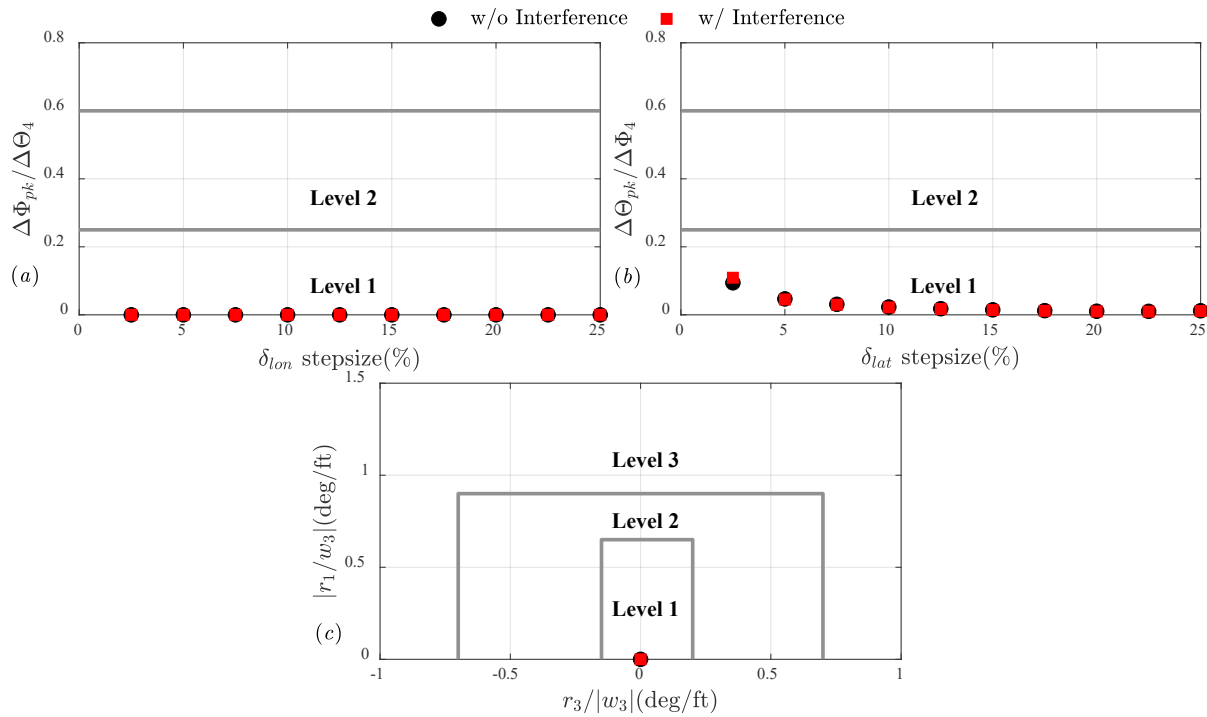 w/o Interference w/ Interference
0.8
0.6
0.4
0.2
0
ΔΦ_pk/ΔΘ_4
Level 2
Level 1
(a)
0 5 10 15 20 25
δ_lon stepsize(%)
0.8
0.6
0.4
0.2
0
ΔΘ_pk/ΔΦ_4
Level 2
Level 1
(b)
0 5 10 15 20 25
δ_lat stepsize(%)
1.5
1
0.5
0
|r_1/w_3|(deg/ft)
Level 3
Level 2
Level 1
(c)
-1 -0.5 0 0.5 1
r_3/|w_3|(deg/ft)